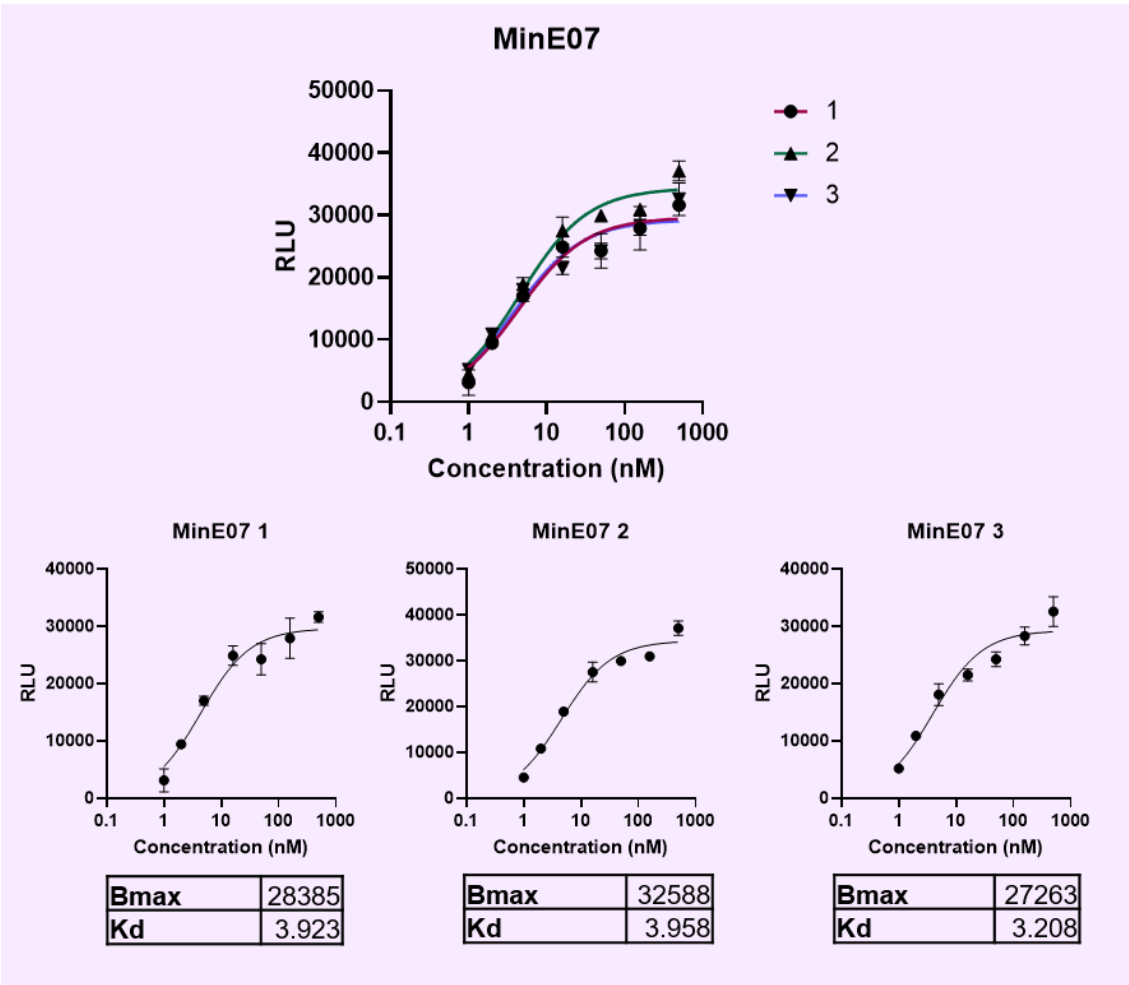 MinE07
50000
40000
30000
20000
10000
0
RLU
0.1 1 10 100 1000
Concentration (nM)
1
2
3
MinE07 1
40000
30000
20000
10000
0
RLU
0.1 1 10 100 1000
Concentration (nM)
Bmax 28385
Kd 3.923
MinE07 2
50000
40000
30000
20000
10000
0
RLU
0.1 1 10 100 1000
Concentration (nM)
Bmax 32588
Kd 3.958
MinE07 3
40000
30000
20000
10000
0
RLU
0.1 1 10 100 1000
Concentration (nM)
Bmax 27263
Kd 3.208